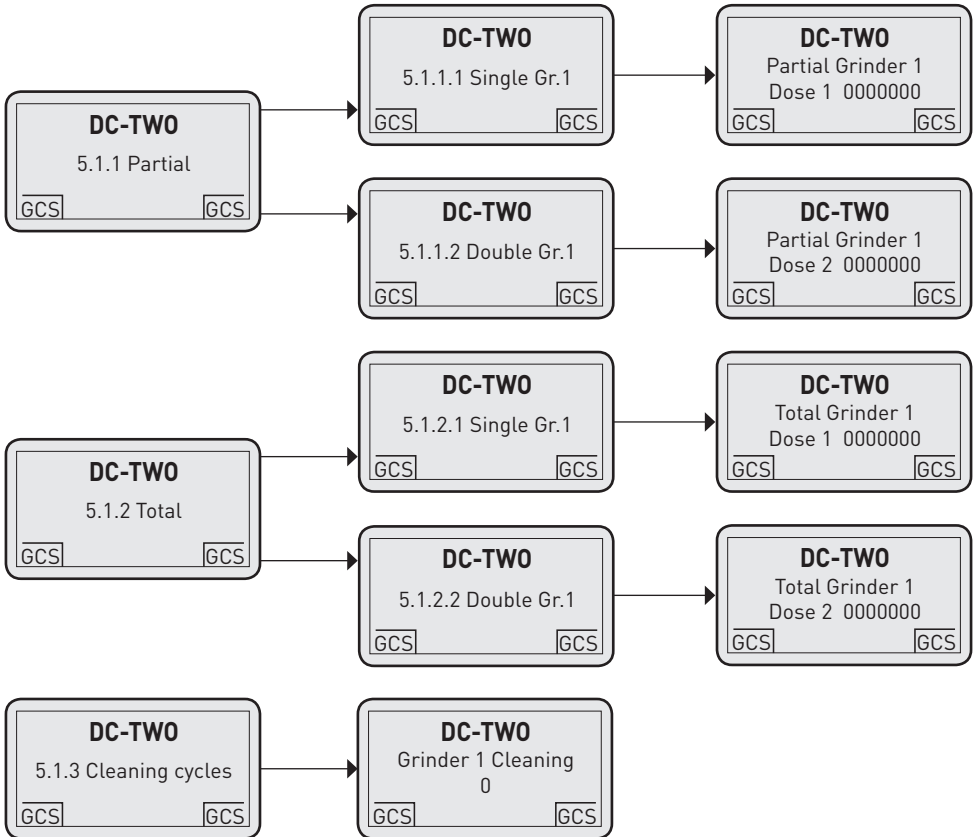 DC-TWO
5.1.1 Partial
GCS GCS
DC-TWO
5.1.1.1 Single Gr.1
GCS GCS
DC-TWO
Partial Grinder 1
Dose 1 0000000
GCS GCS
DC-TWO
5.1.1.2 Double Gr.1
GCS GCS
DC-TWO
Partial Grinder 1
Dose 2 0000000
GCS GCS
DC-TWO
5.1.2 Total
GCS GCS
DC-TWO
5.1.2.1 Single Gr.1
GCS GCS
DC-TWO
Total Grinder 1
Dose 1 0000000
GCS GCS
DC-TWO
5.1.2.2 Double Gr.1
GCS GCS
DC-TWO
Total Grinder 1
Dose 2 0000000
GCS GCS
DC-TWO
5.1.3 Cleaning cycles
GCS GCS
DC-TWO
Grinder 1 Cleaning
0
GCS GCS